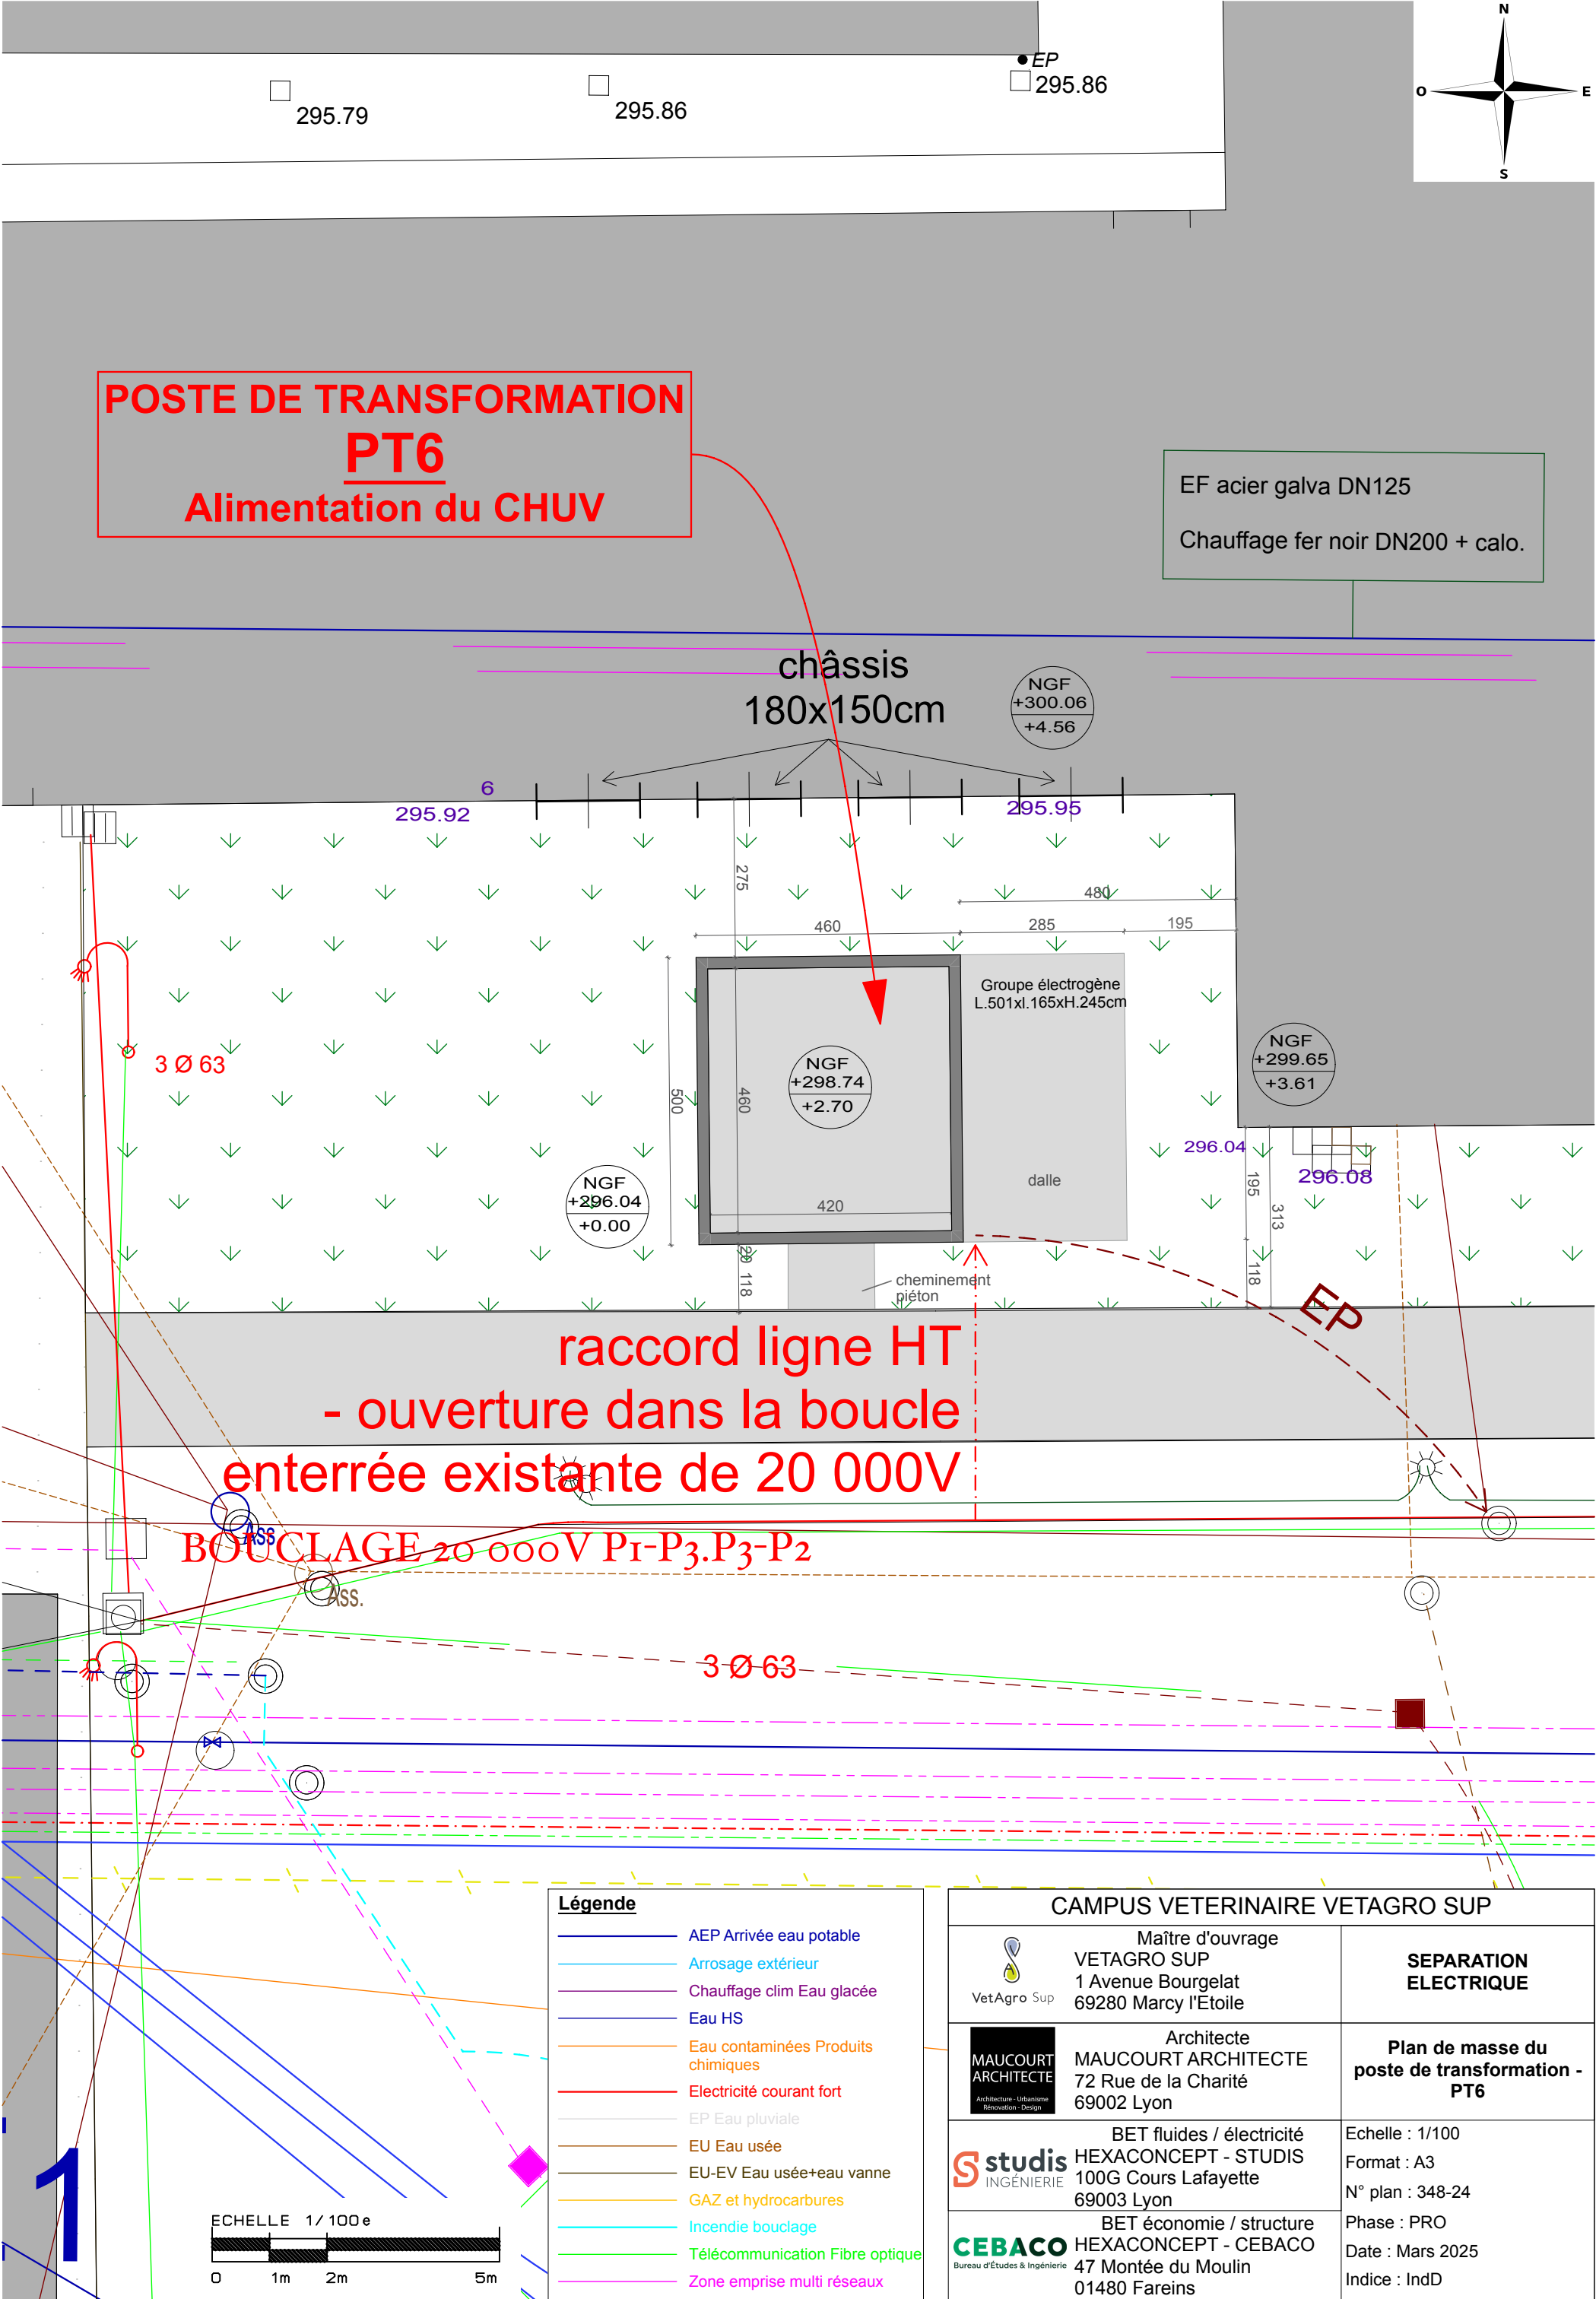 N
O
E
S
EP
295.79
295.86
295.86
POSTE DE TRANSFORMATION
PT6
Alimentation du CHUV
EF acier galva DN125
Chauffage fer noir DN200 + calo.
châssis
180x150cm
NGF
+300.06
+4.56
6
295.92
295.95
275
480
460
285
195
Groupe électrogène
L.501xl.165xH.245cm
3 Ø 63
NGF
+298.74
+2.70
NGF
+299.65
+3.61
500
460
296.04
296.08
NGF
+296.04
+0.00
420
dalle
195
313
118
20
118
cheminement
piéton
EP
raccord ligne HT
- ouverture dans la boucle
enterrée existante de 20 000V
Ass
BOUCLAGE 20 000V P1-P3.P3-P2
Ass.
3 Ø 63
1
ECHELLE 1/100e
0 1m 2m 5m
Légende
AEP Arrivée eau potable
Arrosage extérieur
Chauffage clim Eau glacée
Eau HS
Eau contaminées Produits
chimiques
Electricité courant fort
EP Eau pluviale
EU Eau usée
EU-EV Eau usée+eau vanne
GAZ et hydrocarbures
Incendie bouclage
Télécommunication Fibre optique
Zone emprise multi réseaux
CAMPUS VETERINAIRE VETAGRO SUP
VetAgro Sup
Maître d'ouvrage
VETAGRO SUP
1 Avenue Bourgelat
69280 Marcy l'Etoile
SEPARATION
ELECTRIQUE
MAUCOURT
ARCHITECTE
Architecture - Urbanisme
Rénovation - Design
Architecte
MAUCOURT ARCHITECTE
72 Rue de la Charité
69002 Lyon
Plan de masse du
poste de transformation -
PT6
studis
INGÉNIERIE
BET fluides / électricité
HEXACONCEPT - STUDIS
100G Cours Lafayette
69003 Lyon
CEBACO
Bureau d'Études & Ingénierie
BET économie / structure
HEXACONCEPT - CEBACO
47 Montée du Moulin
01480 Fareins
Echelle : 1/100
Format : A3
N° plan : 348-24
Phase : PRO
Date : Mars 2025
Indice : IndD